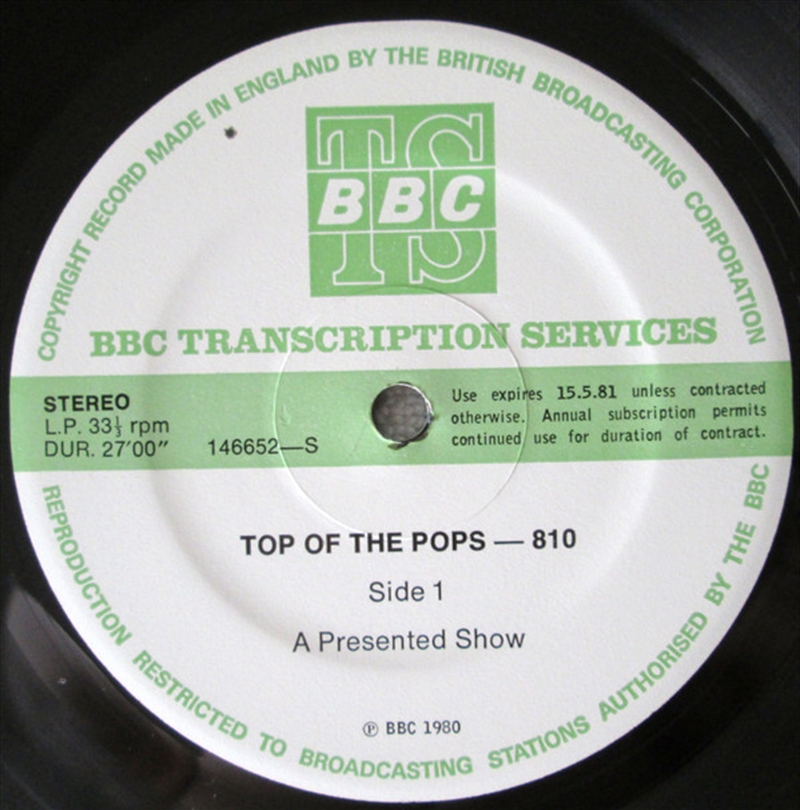 COPYRIGHT RECORD MADE IN ENGLAND BY THE BRITISH BROADCASTING CORPORATION
TS
BBC
BBC TRANSCRIPTION SERVICES
STEREO
L.P. 33⅓ rpm
DUR. 27'00"
146652—S
Use expires 15.5.81 unless contracted
otherwise. Annual subscription permits
continued use for duration of contract.
TOP OF THE POPS — 810
Side 1
A Presented Show
℗ BBC 1980
REPRODUCTION RESTRICTED TO BROADCASTING STATIONS AUTHORISED BY THE BBC